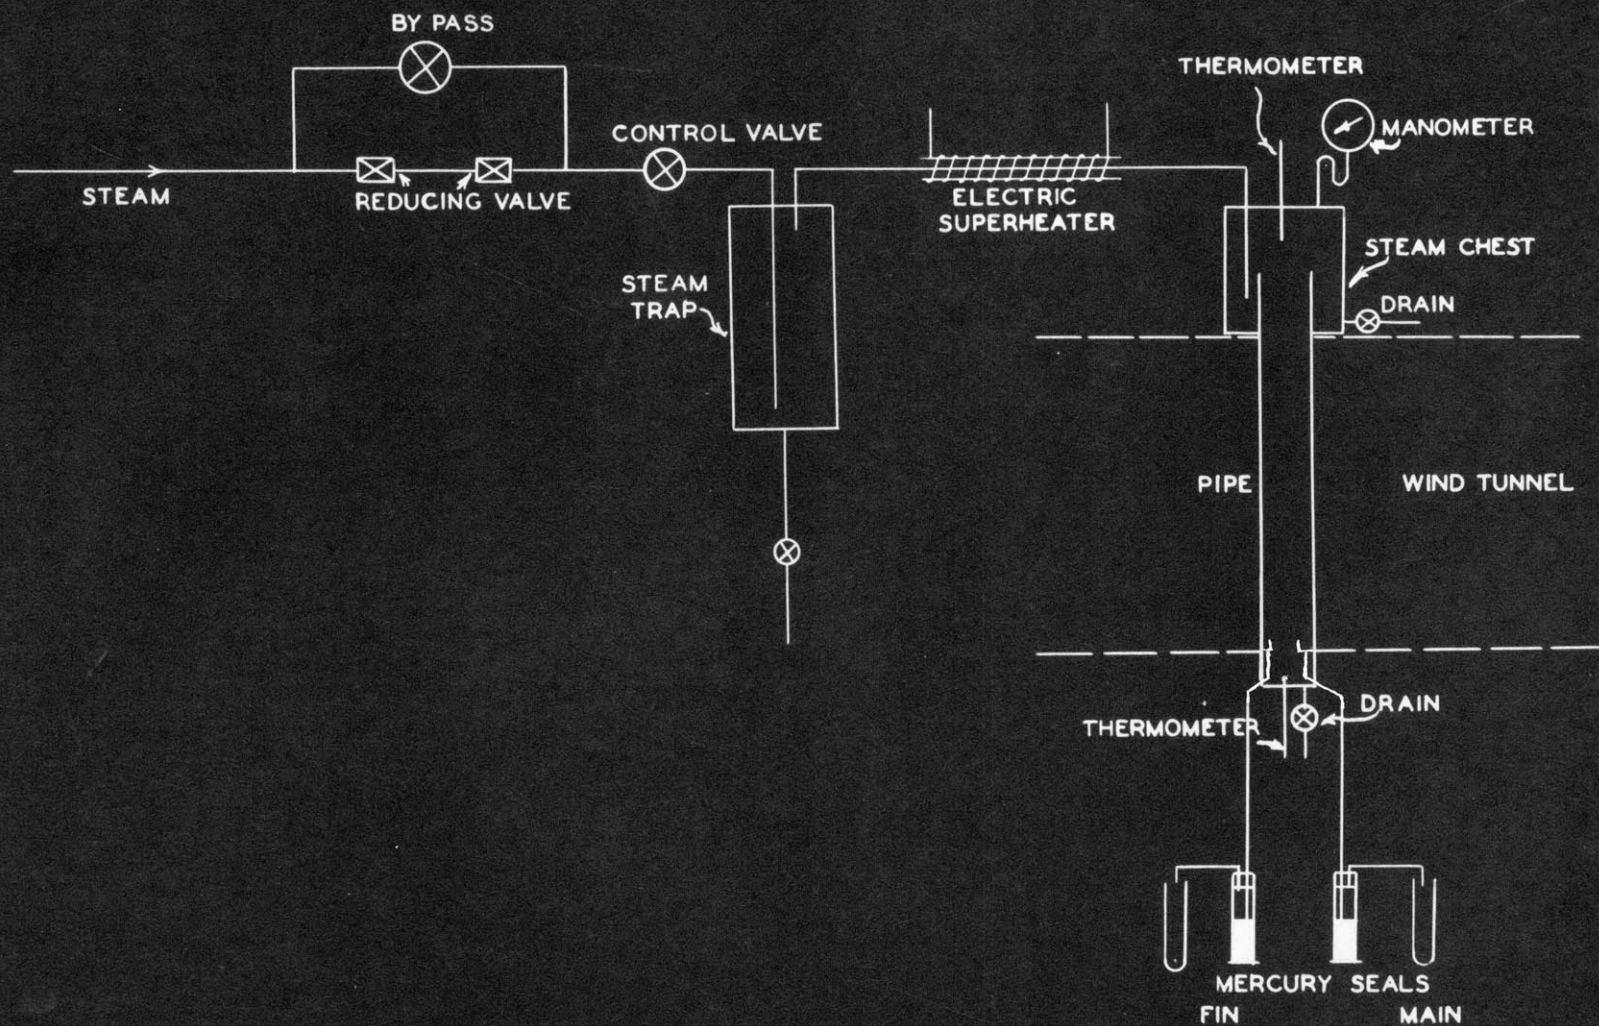 BY PASS
THERMOMETER
MANOMETER
CONTROL VALVE
STEAM
REDUCING VALVE
ELECTRIC
SUPERHEATER
STEAM CHEST
STEAM
TRAP
DRAIN
PIPE
WIND TUNNEL
DRAIN
THERMOMETER
MERCURY SEALS
FIN MAIN